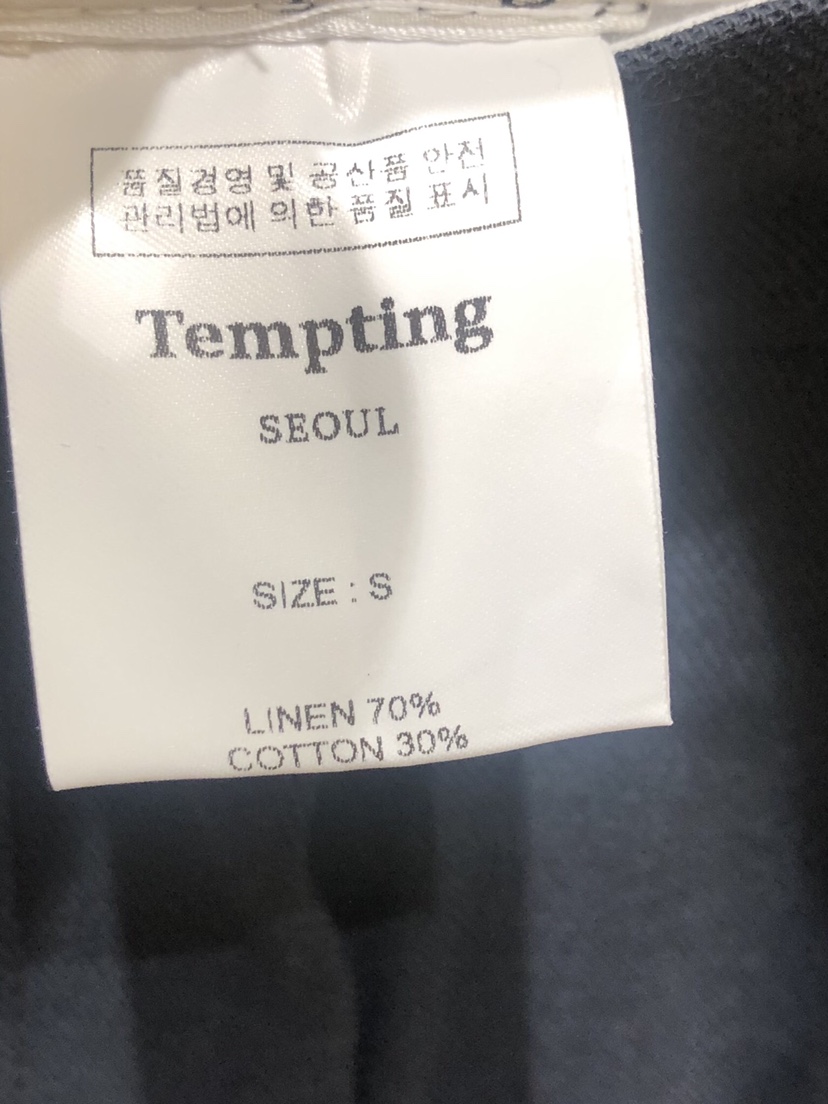 품질경영 및 공산품 안전
관리법에 의한 품질 표시
Tempting
SEOUL
SIZE : S
LINEN 70%
COTTON 30%